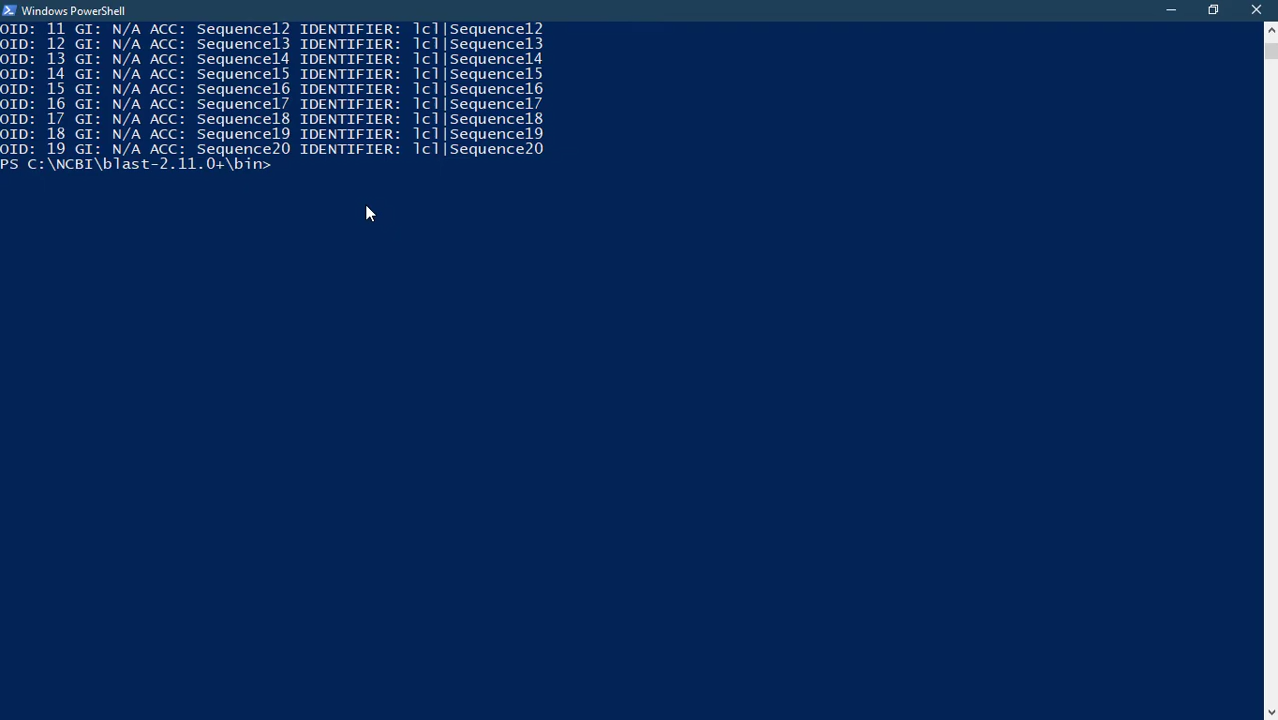 Windows PowerShell
OID: 11 GI: N/A ACC: Sequence12 IDENTIFIER: lcl|Sequence12
OID: 12 GI: N/A ACC: Sequence13 IDENTIFIER: lcl|Sequence13
OID: 13 GI: N/A ACC: Sequence14 IDENTIFIER: lcl|Sequence14
OID: 14 GI: N/A ACC: Sequence15 IDENTIFIER: lcl|Sequence15
OID: 15 GI: N/A ACC: Sequence16 IDENTIFIER: lcl|Sequence16
OID: 16 GI: N/A ACC: Sequence17 IDENTIFIER: lcl|Sequence17
OID: 17 GI: N/A ACC: Sequence18 IDENTIFIER: lcl|Sequence18
OID: 18 GI: N/A ACC: Sequence19 IDENTIFIER: lcl|Sequence19
OID: 19 GI: N/A ACC: Sequence20 IDENTIFIER: lcl|Sequence20
PS C:\NCBI\blast-2.11.0+\bin>